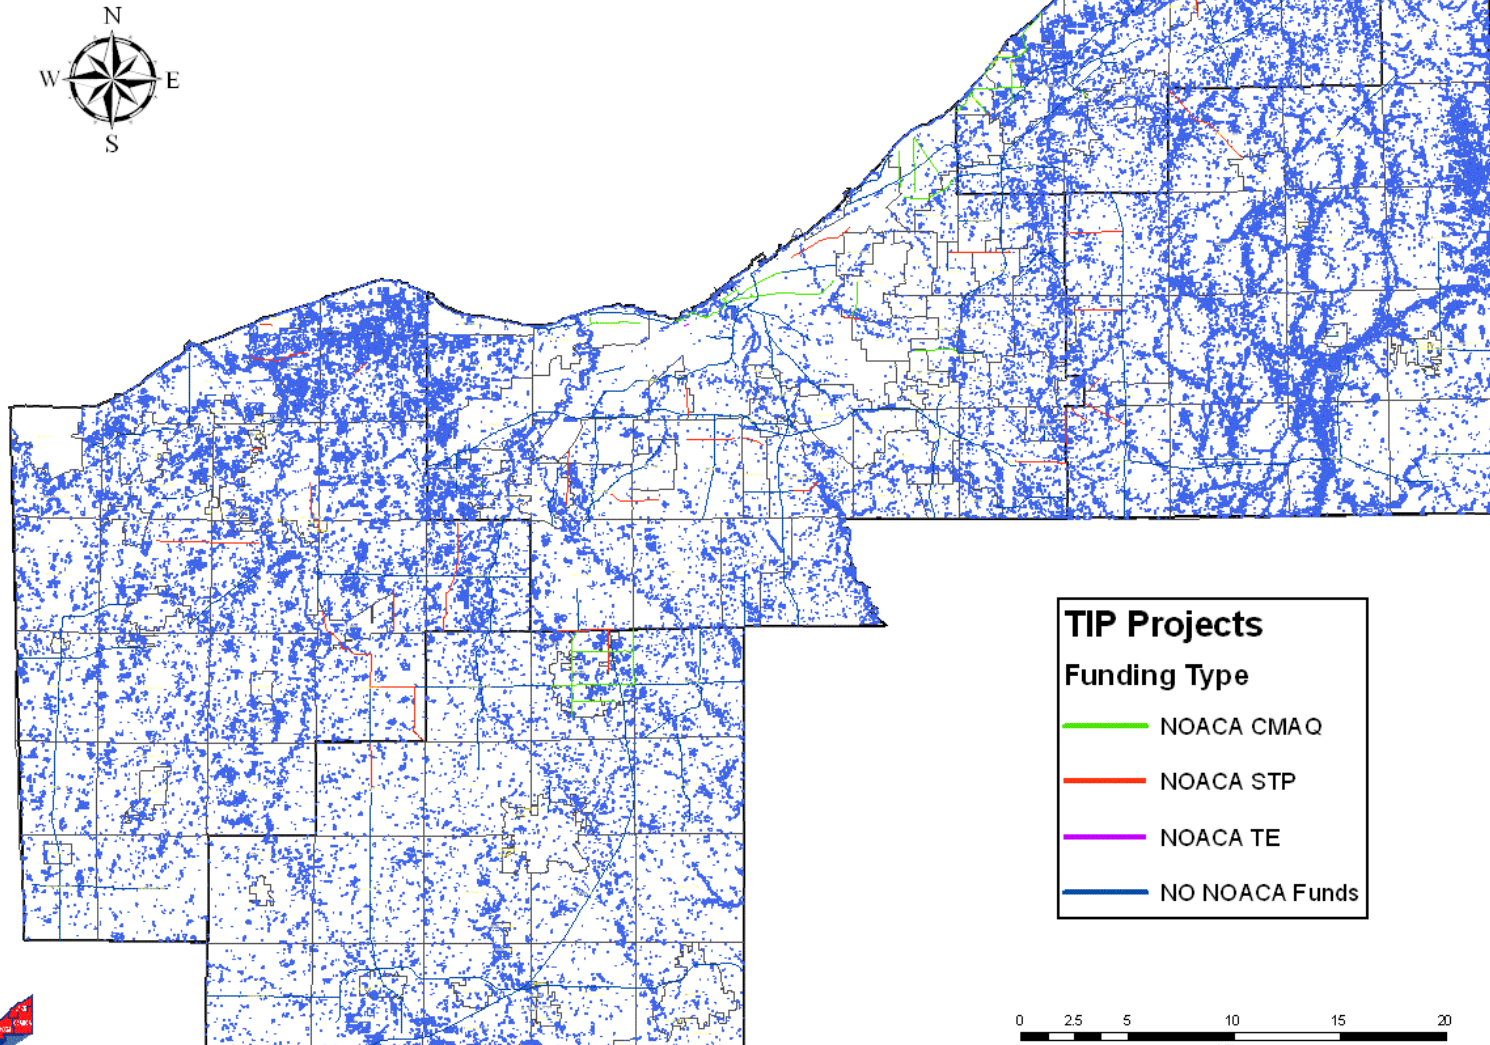 N
W E
S
TIP Projects
Funding Type
NOACA CMAQ
NOACA STP
NOACA TE
NO NOACA Funds
0 2.5 5 10 15 20